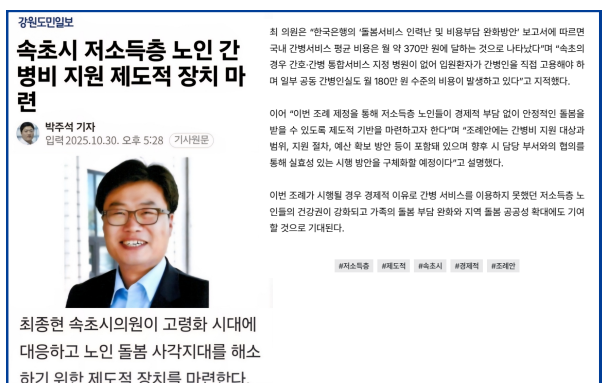 강원도민일보
속초시 저소득층 노인 간
병비 지원 제도적 장치 마
련
박주석 기자
입력 2025.10.30. 오후 5:28 기사원문
최종현 속초시의원이 고령화 시대에
대응하고 노인 돌봄 사각지대를 해소
하기 위한 제도적 장치를 마련한다.
최 의원은 “한국은행의 ‘돌봄서비스 인력난 및 비용부담 완화방안’ 보고서에 따르면
국내 간병서비스 평균 비용은 월 약 370만 원에 달하는 것으로 나타났다”며 “속초의
경우 간호·간병 통합서비스 지정 병원이 없어 입원환자가 간병인을 직접 고용해야 하
며 일부 공동 간병인실도 월 180만 원 수준의 비용이 발생하고 있다”고 지적했다.
이어 “이번 조례 제정을 통해 저소득층 노인들이 경제적 부담 없이 안정적인 돌봄을
받을 수 있도록 제도적 기반을 마련하고자 한다”며 “조례안에는 간병비 지원 대상과
범위, 지원 절차, 예산 확보 방안 등이 포함돼 있으며 향후 시 담당 부서와의 협의를
통해 실효성 있는 시행 방안을 구체화할 예정이다”고 설명했다.
이번 조례가 시행될 경우 경제적 이유로 간병 서비스를 이용하지 못했던 저소득층 노
인들의 건강권이 강화되고 가족의 돌봄 부담 완화와 지역 돌봄 공공성 확대에도 기여
할 것으로 기대된다.
#저소득층 #제도적 #속초시 #경제적 #조례안